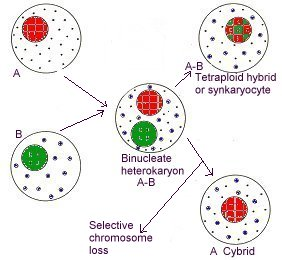 A
A-B
Tetraploid hybrid
or synkaryocyte
B
Binucleate
heterokaryon
A-B
Selective
chromosome
loss
A Cybrid